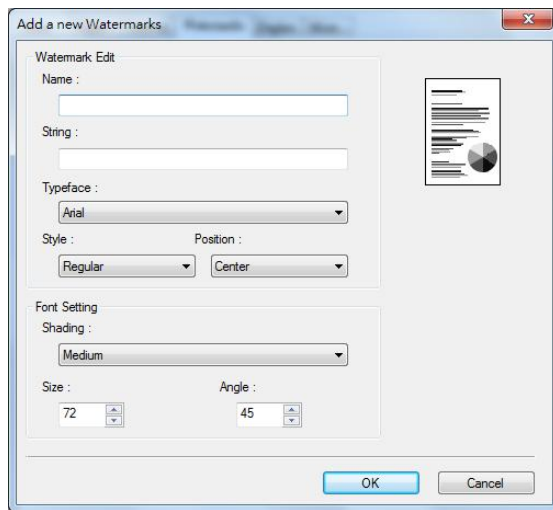 Add a new Watermarks
Watermark Edit
Name :
String :
Typeface :
Arial
Style :
Position :
Regular
Center
Font Setting
Shading :
Medium
Size :
Angle :
72
45
OK
Cancel